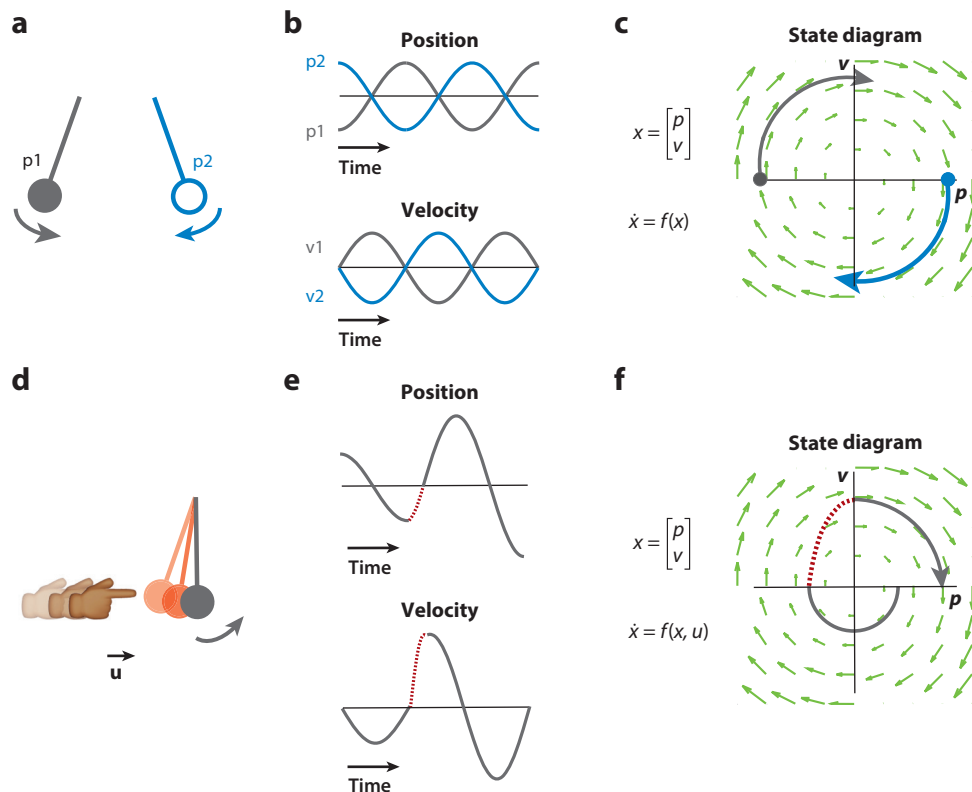 a
p1
p2
b
Position
p2
p1
Time
Velocity
v1
v2
Time
c
State diagram
v
x = [p
v]
p
ẋ = f(x)
d
u
e
Position
Time
Velocity
Time
f
State diagram
v
x = [p
v]
p
ẋ = f(x, u)